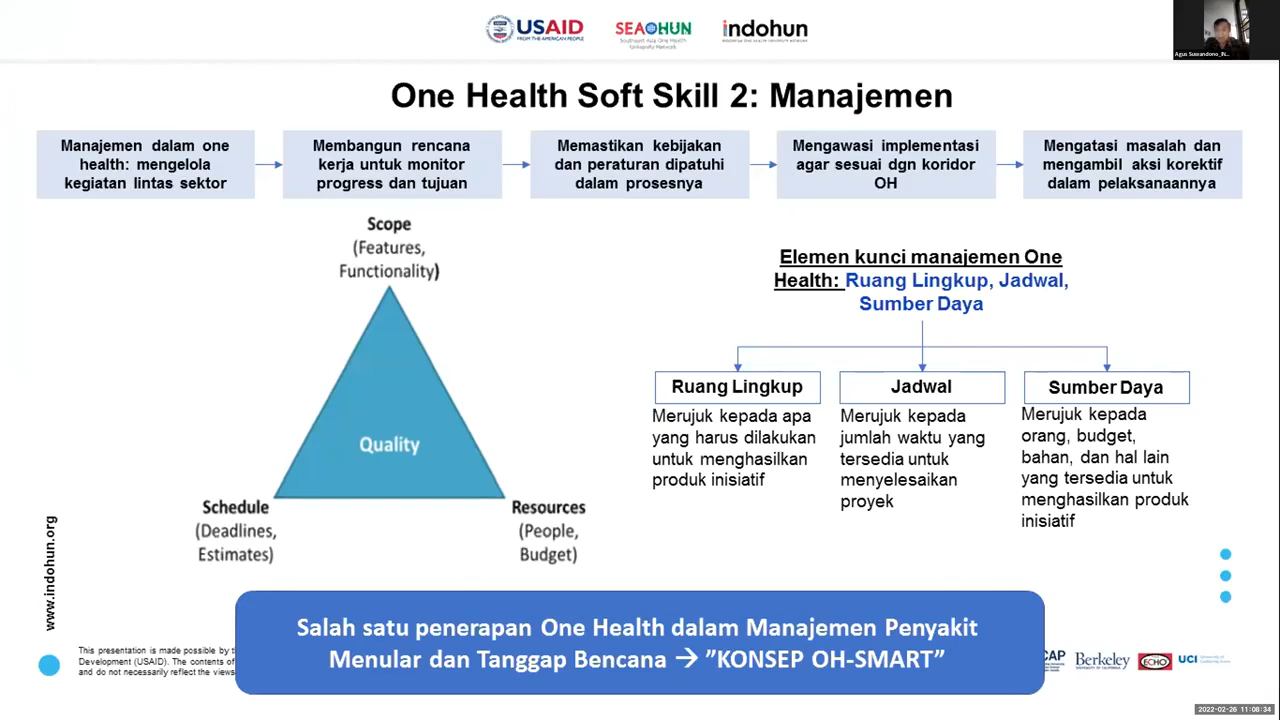 USAID
FROM THE AMERICAN PEOPLE
SEAOHUN
Southeast Asia One Health
University Network
indohun
Agus Suwandono_IN...
One Health Soft Skill 2: Manajemen
Manajemen dalam one
health: mengelola
kegiatan lintas sektor
Membangun rencana
kerja untuk monitor
progress dan tujuan
Memastikan kebijakan
dan peraturan dipatuhi
dalam prosesnya
Mengawasi implementasi
agar sesuai dgn koridor
OH
Mengatasi masalah dan
mengambil aksi korektif
dalam pelaksanaannya
Scope
(Features,
Functionality)
Quality
Schedule
(Deadlines,
Estimates)
Resources
(People,
Budget)
Elemen kunci manajemen One
Health: Ruang Lingkup, Jadwal,
Sumber Daya
Ruang Lingkup
Merujuk kepada apa
yang harus dilakukan
untuk menghasilkan
produk inisiatif
Jadwal
Merujuk kepada
jumlah waktu yang
tersedia untuk
menyelesaikan
proyek
Sumber Daya
Merujuk kepada
orang, budget,
bahan, dan hal lain
yang tersedia untuk
menghasilkan produk
inisiatif
www.indohun.org
Salah satu penerapan One Health dalam Manajemen Penyakit
Menular dan Tanggap Bencana → ”KONSEP OH-SMART”
This presentation is made possible by
Development (USAID). The contents of
and do not necessarily reflect the views
CAP
Berkeley
ECHO
UCI
2022-02-26 11:08:34